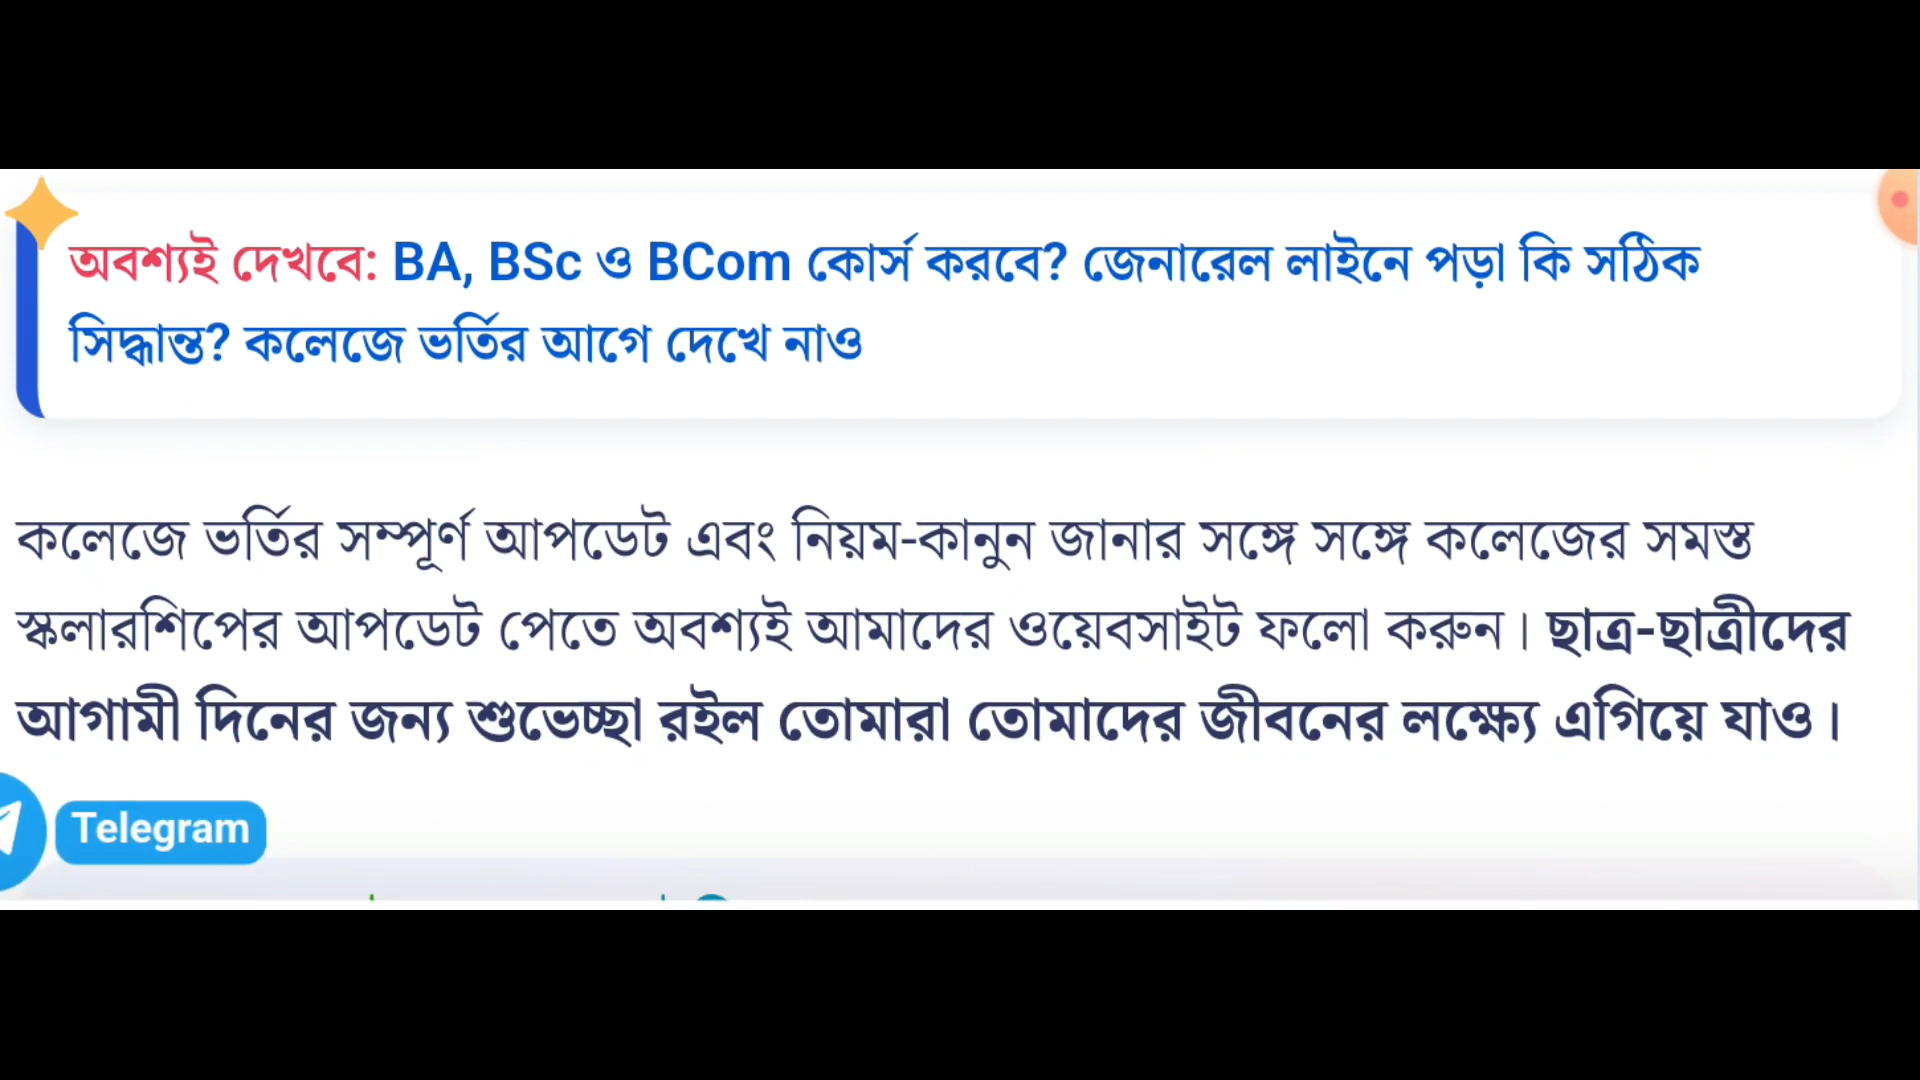 অবশ্যই দেখবে: BA, BSc ও BCom কোর্স করবে? জেনারেল লাইনে পড়া কি সঠিক
সিদ্ধান্ত? কলেজে ভর্তির আগে দেখে নাও
কলেজে ভর্তির সম্পূর্ণ আপডেট এবং নিয়ম-কানুন জানার সঙ্গে সঙ্গে কলেজের সমস্ত
স্কলারশিপের আপডেট পেতে অবশ্যই আমাদের ওয়েবসাইট ফলো করুন। ছাত্র-ছাত্রীদের
আগামী দিনের জন্য শুভেচ্ছা রইল তোমারা তোমাদের জীবনের লক্ষ্যে এগিয়ে যাও।
Telegram